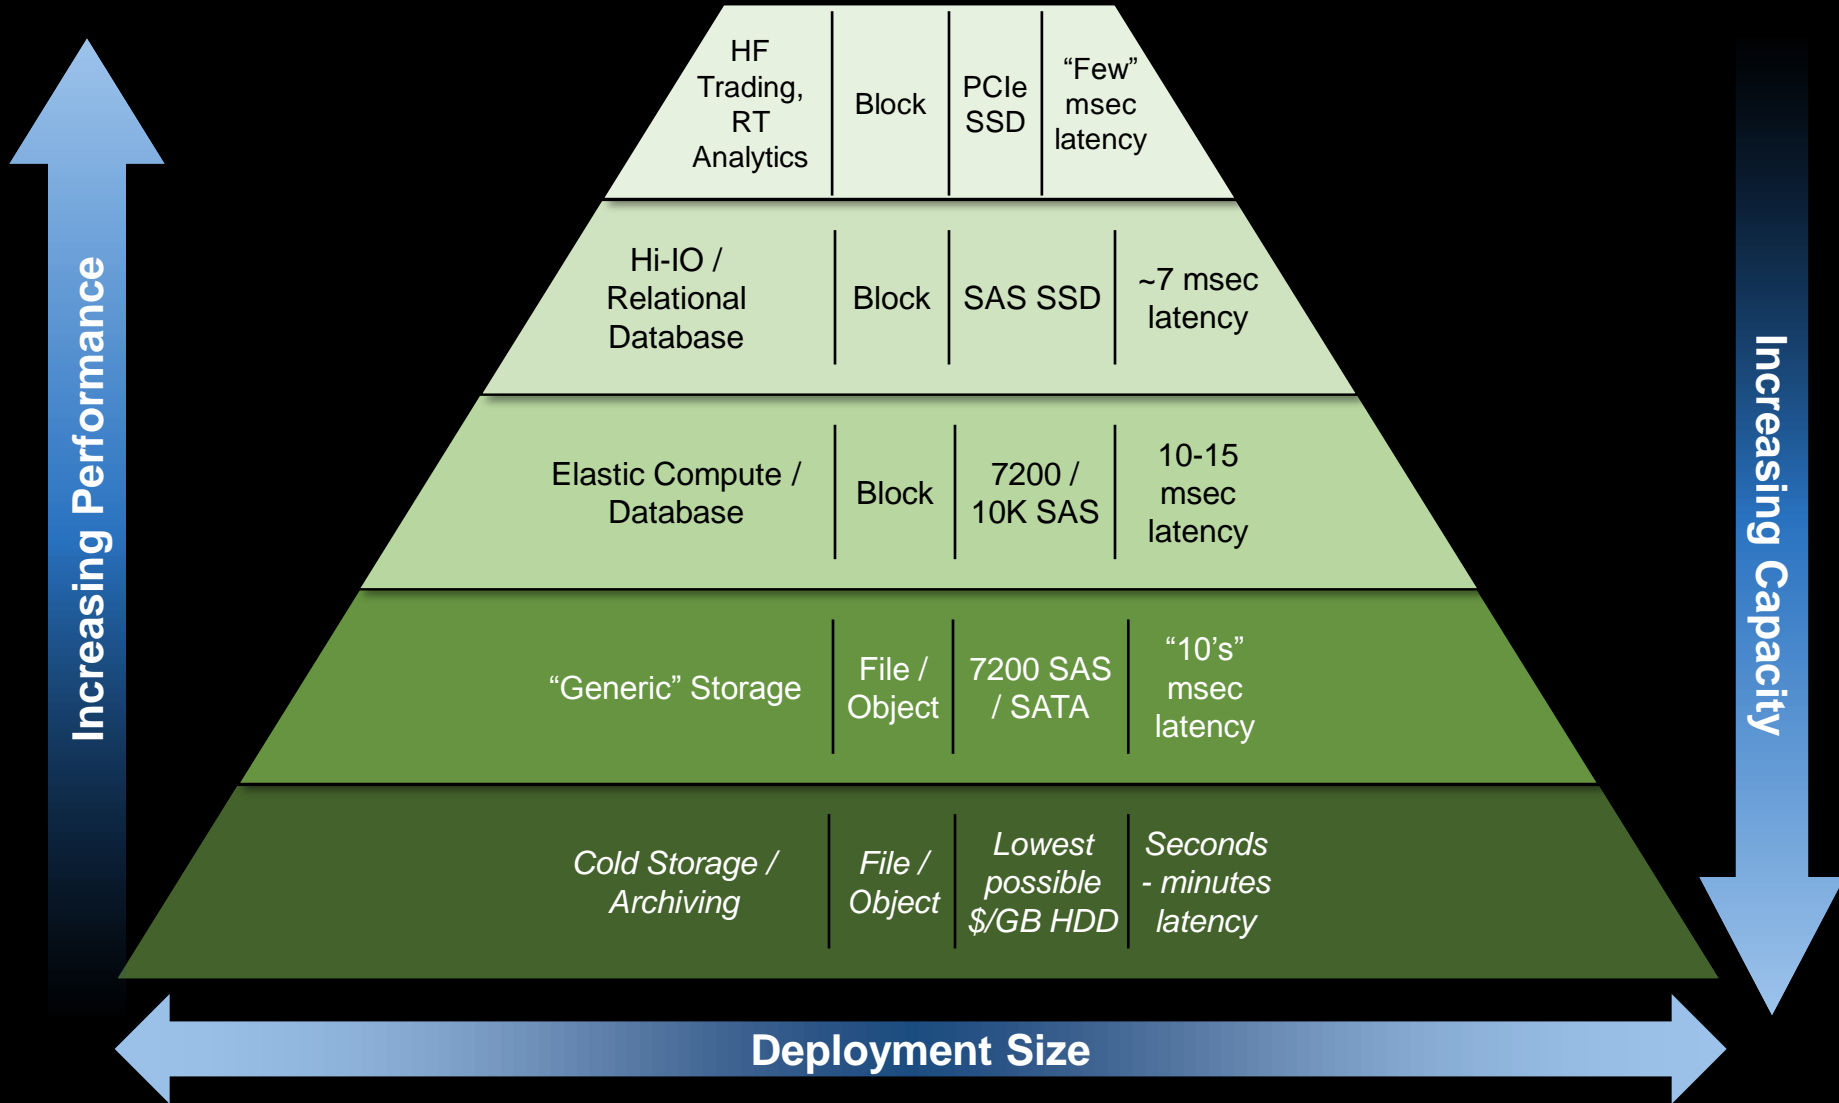 HF
Trading,
RT
Analytics
Block
PCIe
SSD
“Few”
msec
latency
Hi-IO /
Relational
Database
Block
SAS SSD
~7 msec
latency
Elastic Compute /
Database
Block
7200 /
10K SAS
10-15
msec
latency
“Generic” Storage
File /
Object
7200 SAS
/ SATA
“10’s”
msec
latency
Cold Storage /
Archiving
File /
Object
Lowest
possible
$/GB HDD
Seconds
- minutes
latency
Increasing Performance
Increasing Capacity
Deployment Size